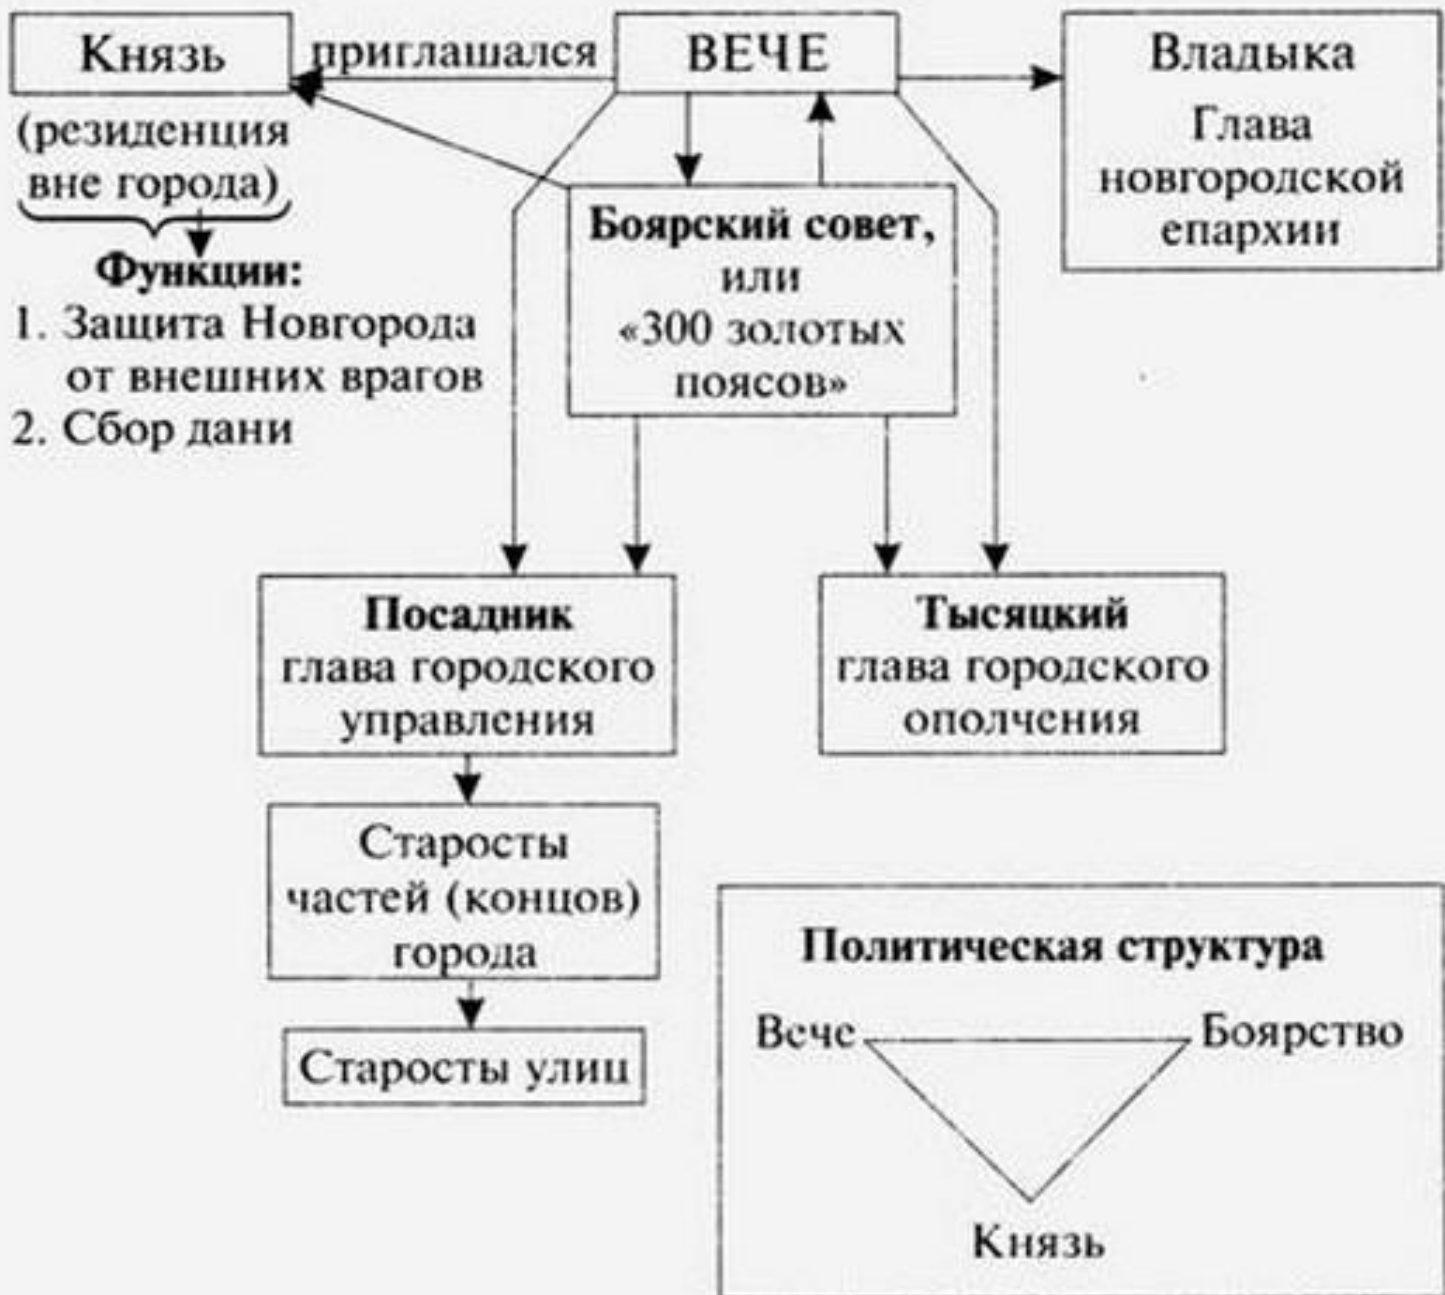 Князь
приглашался
ВЕЧЕ
Владыка
Глава
новгородской
епархии
(резиденция
вне города)
Функции:
1. Защита Новгорода
от внешних врагов
2. Сбор дани
Боярский совет,
или
«300 золотых
поясов»
Посадник
глава городского
управления
Тысяцкий
глава городского
ополчения
Старосты
частей (концов)
города
Старосты улиц
Политическая структура
Вече
Боярство
Князь